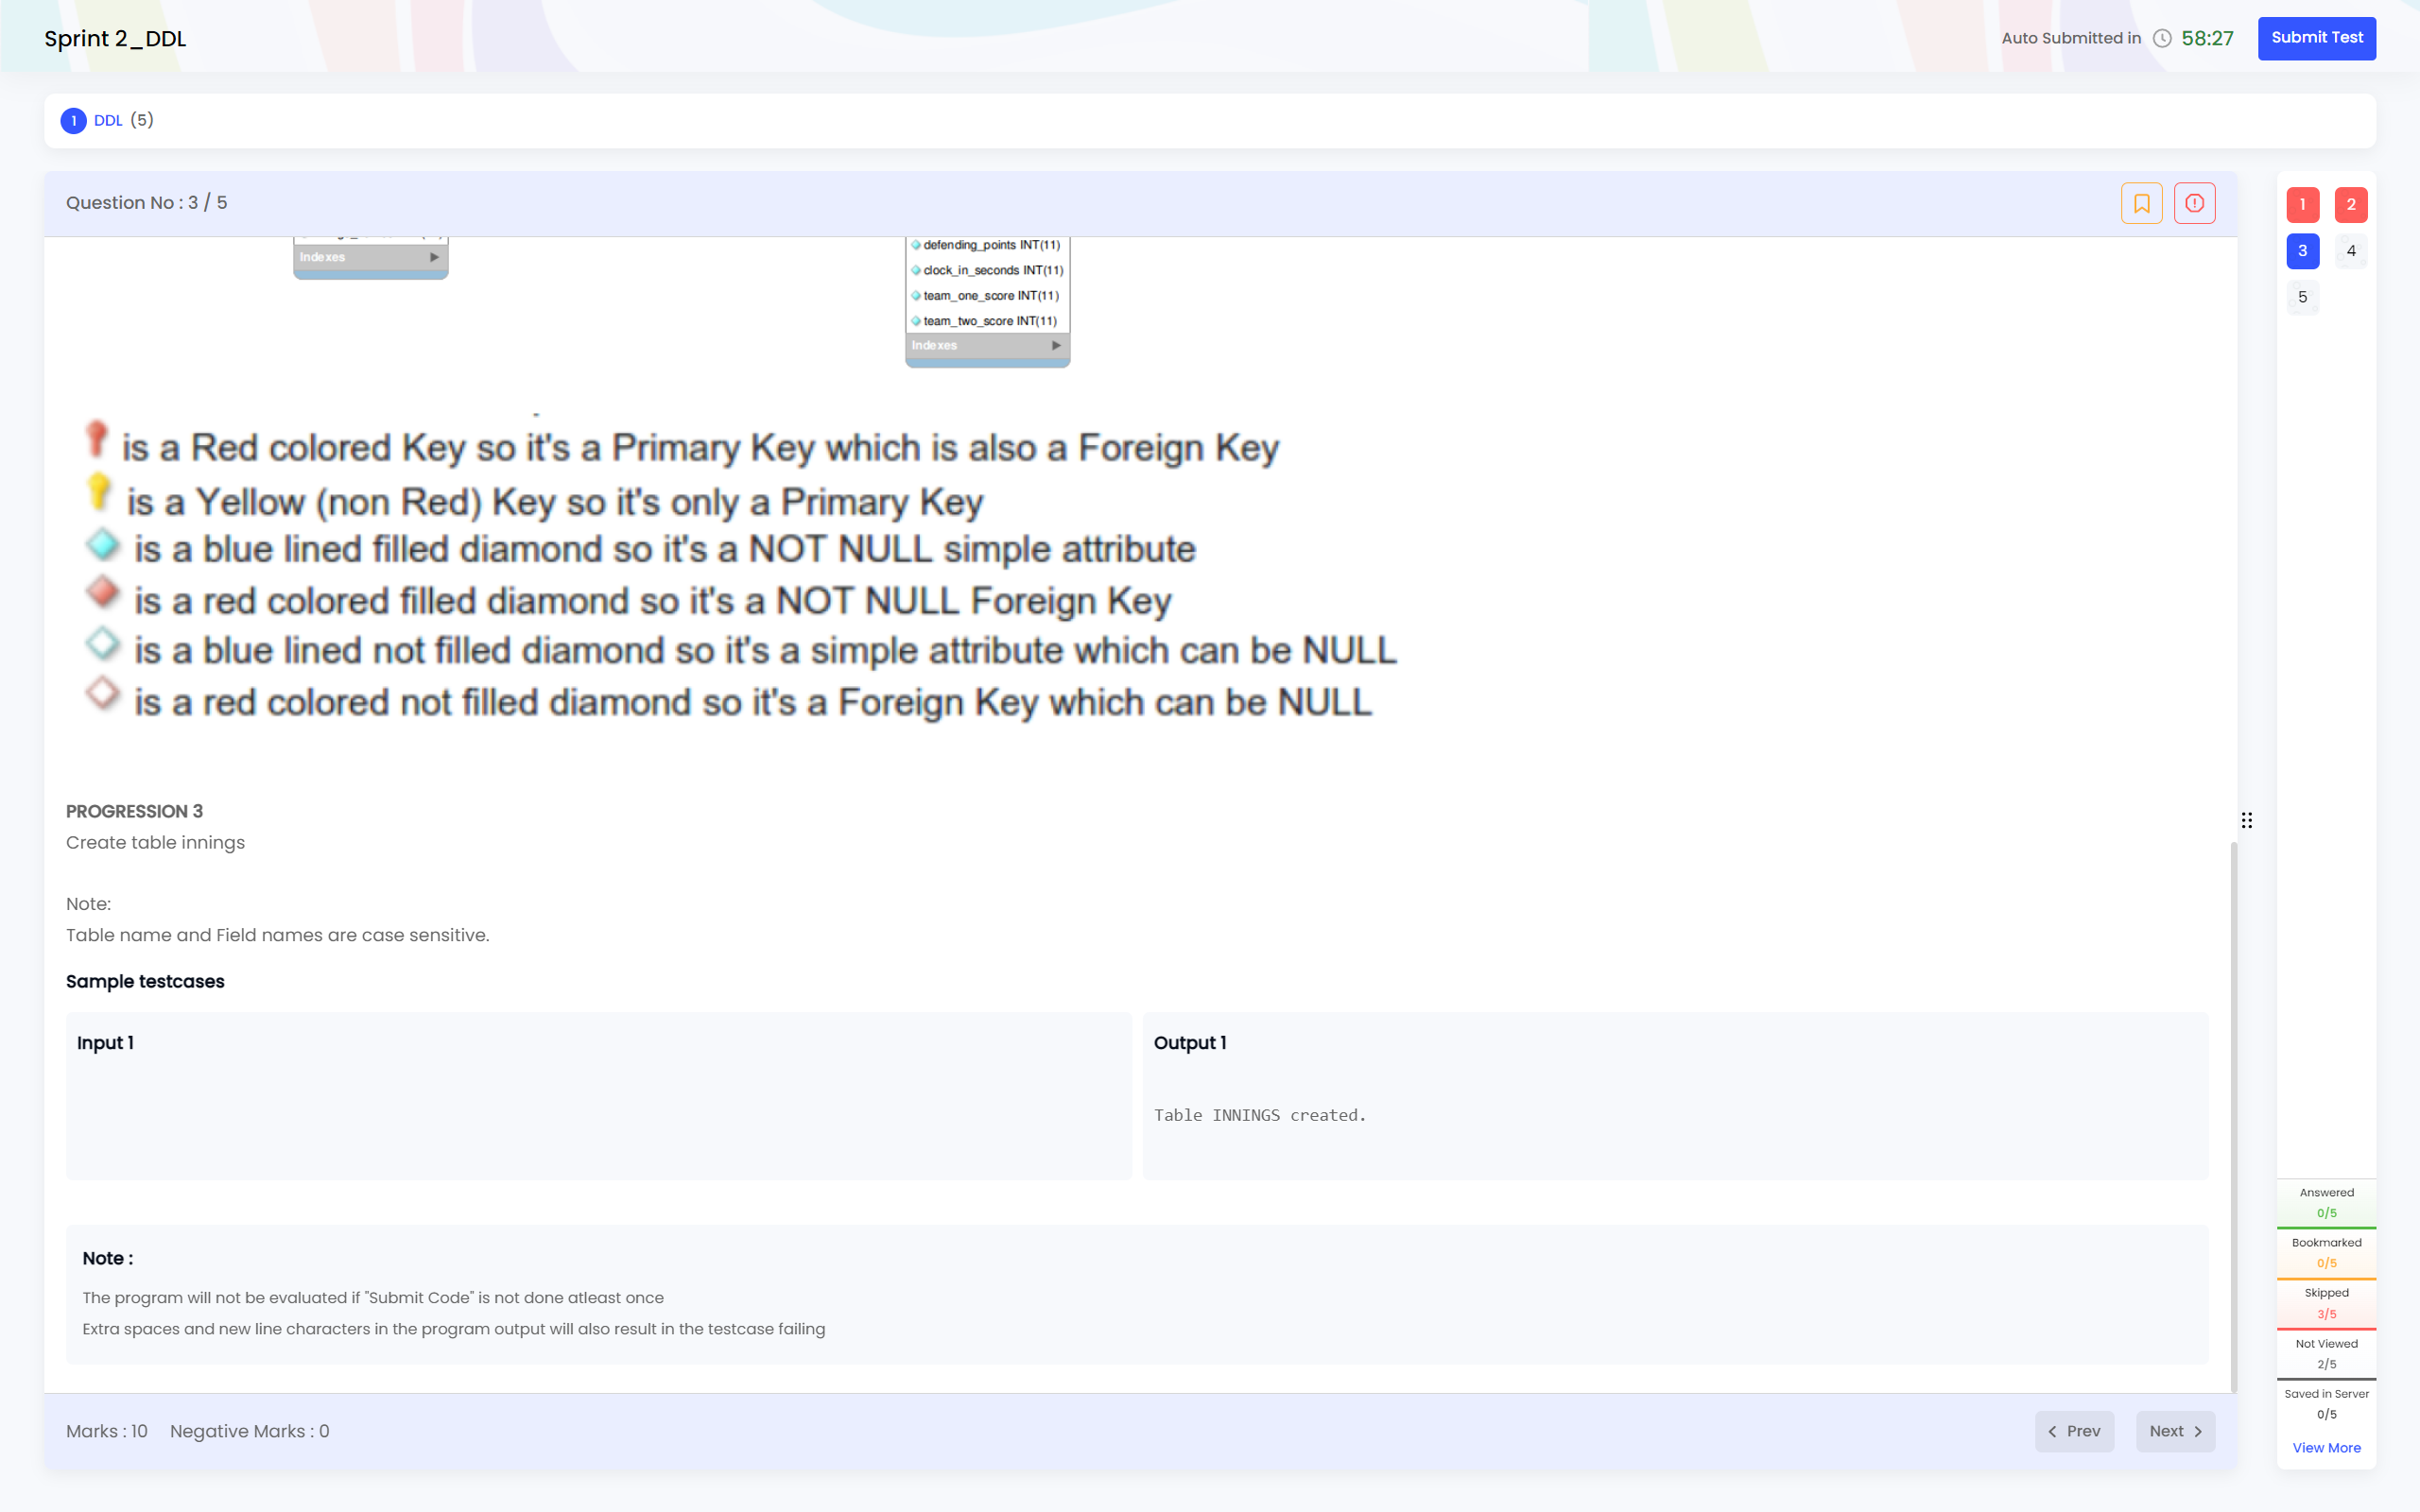 Sprint 2_DDL
Auto Submitted in 58:27
Submit Test
1 DDL (5)
Question No : 3 / 5
Indexes
defending_points INT(11)
clock_in_seconds INT(11)
team_one_score INT(11)
team_two_score INT(11)
Indexes
is a Red colored Key so it's a Primary Key which is also a Foreign Key
is a Yellow (non Red) Key so it's only a Primary Key
is a blue lined filled diamond so it's a NOT NULL simple attribute
is a red colored filled diamond so it's a NOT NULL Foreign Key
is a blue lined not filled diamond so it's a simple attribute which can be NULL
is a red colored not filled diamond so it's a Foreign Key which can be NULL
PROGRESSION 3
Create table innings
Note:
Table name and Field names are case sensitive.
Sample testcases
Input 1
Output 1
Table INNINGS created.
Note :
The program will not be evaluated if "Submit Code" is not done atleast once
Extra spaces and new line characters in the program output will also result in the testcase failing
Marks : 10 Negative Marks : 0
Prev
Next
1 2
3 4
5
Answered
0/5
Bookmarked
0/5
Skipped
3/5
Not Viewed
2/5
Saved in Server
0/5
View More